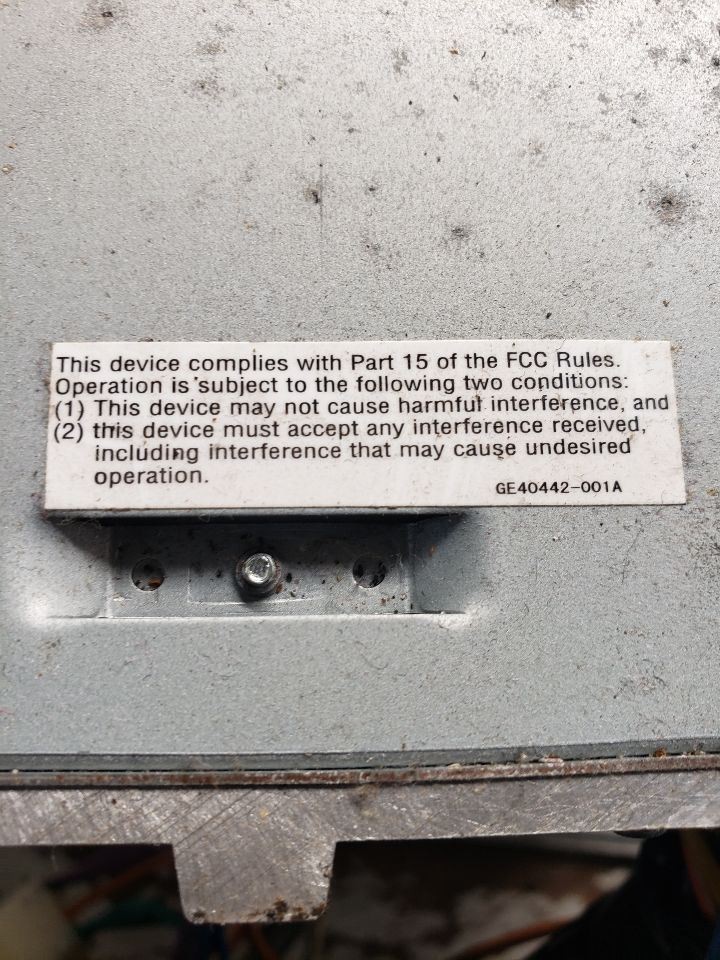 This device complies with Part 15 of the FCC Rules.
Operation is subject to the following two conditions:
(1) This device may not cause harmful interference, and
(2) this device must accept any interference received,
including interference that may cause undesired
operation.
GE40442-001A